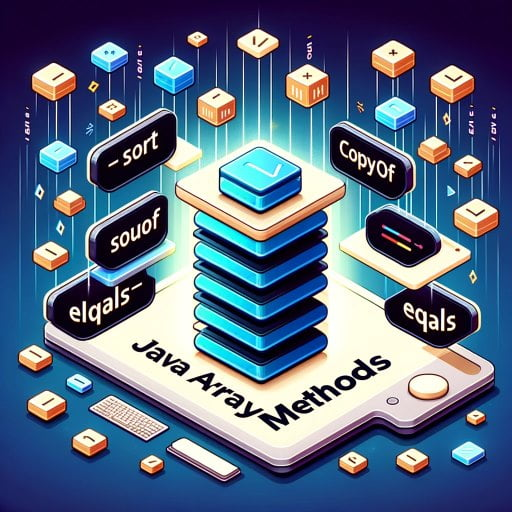 – sort
CopyOf
souof
elqals–
eqals
Java Array Methods